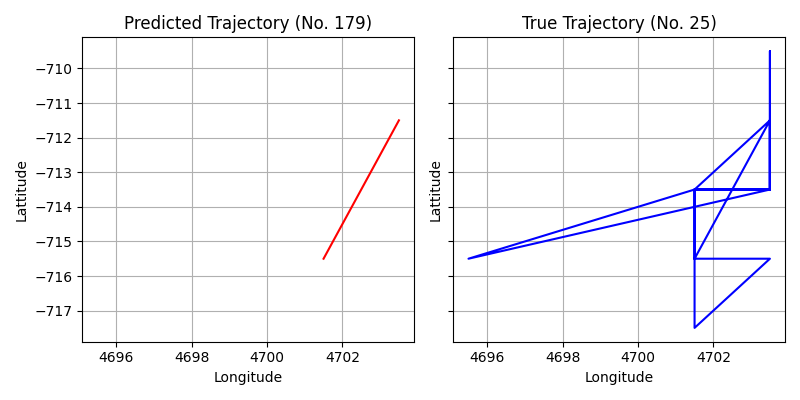 Predicted Trajectory (No. 179)
True Trajectory (No. 25)
−710
−711
−712
−713
−714
−715
−716
−717
Lattitude
Lattitude
4696
4698
4700
4702
4696
4698
4700
4702
Longitude
Longitude